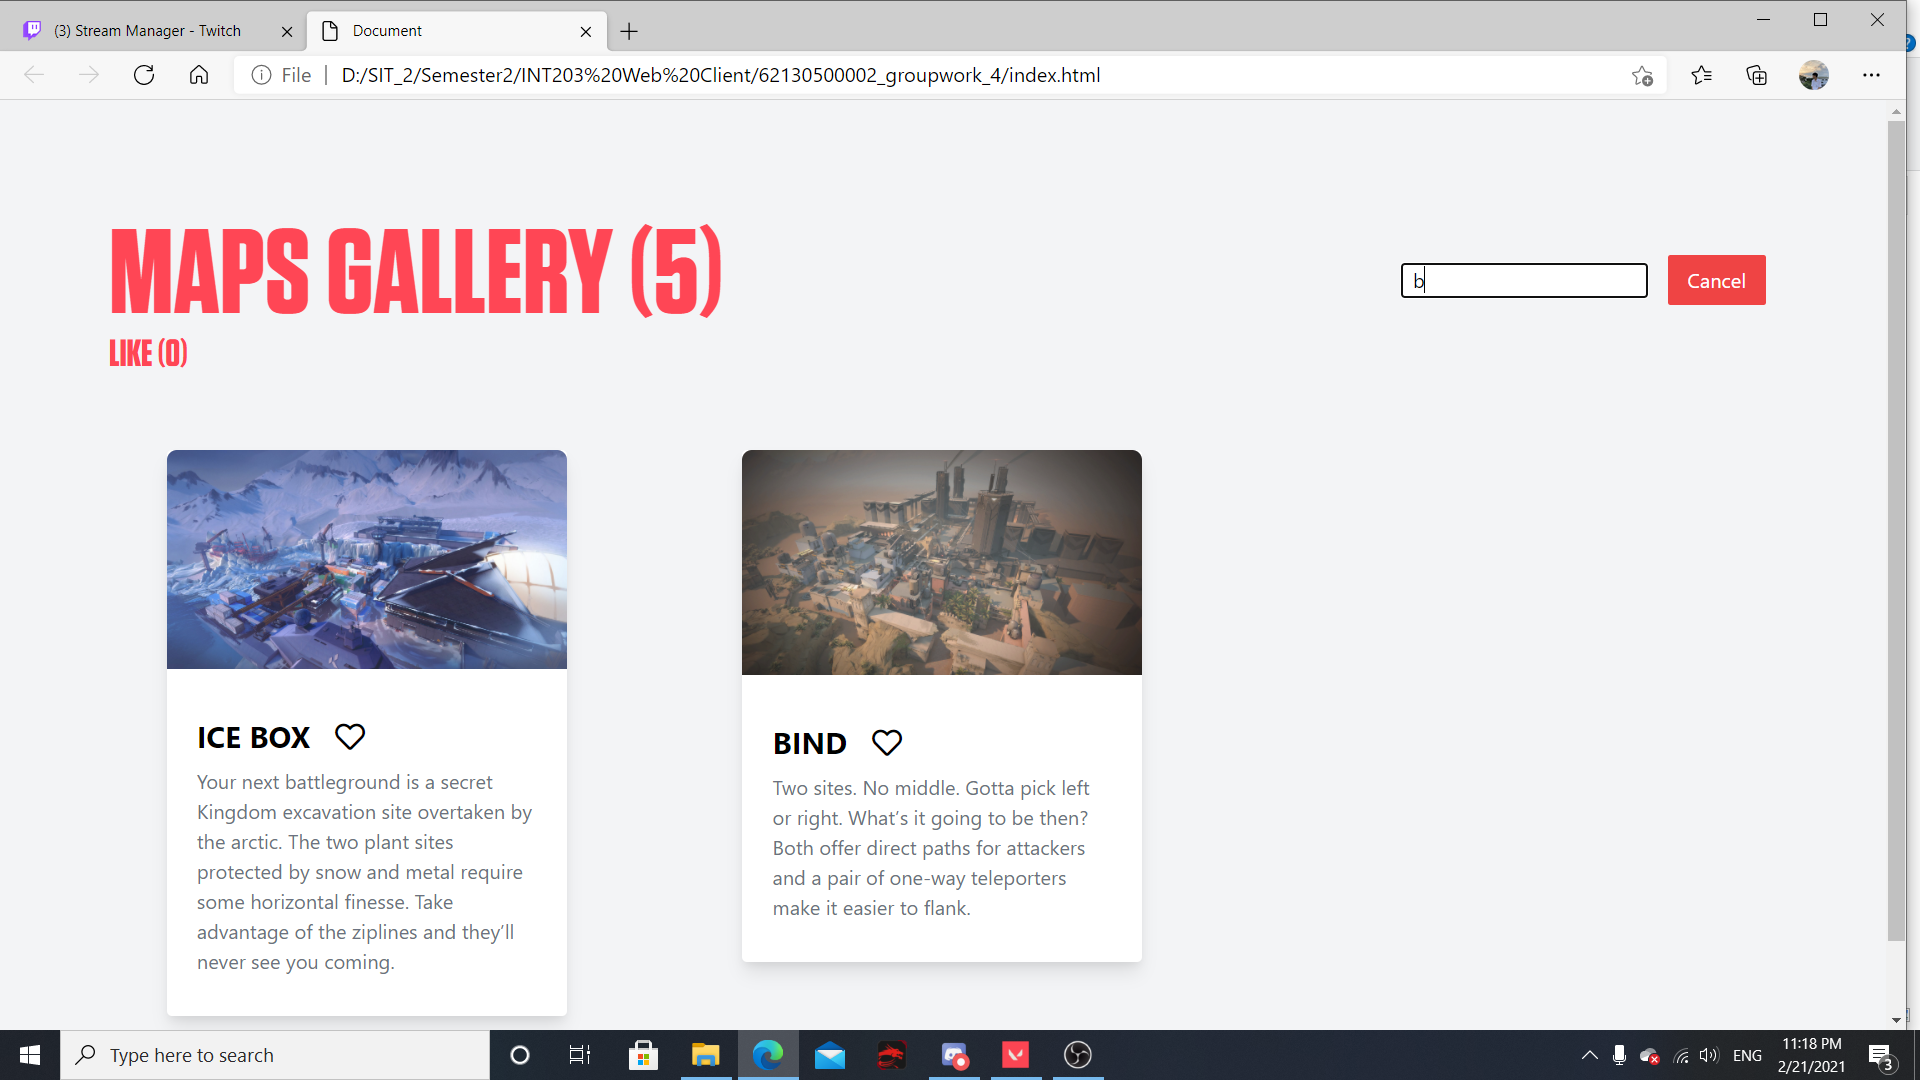 (3) Stream Manager - Twitch
Document
File
D:/SIT_2/Semester2/INT203%20Web%20Client/62130500002_groupwork_4/index.html
MAPS GALLERY (5)
LIKE (0)
b
Cancel
ICE BOX
Your next battleground is a secret
Kingdom excavation site overtaken by
the arctic. The two plant sites
protected by snow and metal require
some horizontal finesse. Take
advantage of the ziplines and they’ll
never see you coming.
BIND
Two sites. No middle. Gotta pick left
or right. What’s it going to be then?
Both offer direct paths for attackers
and a pair of one-way teleporters
make it easier to flank.
Type here to search
ENG
11:18 PM
2/21/2021
3